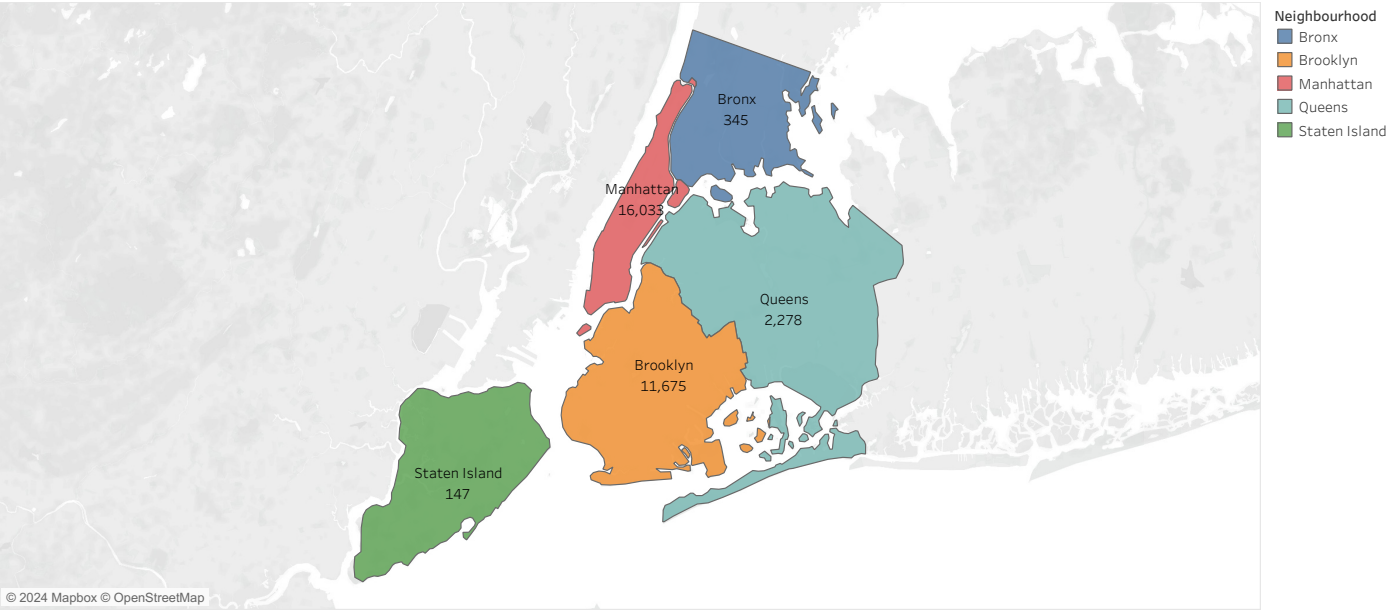 Neighbourhood
Bronx
Brooklyn
Manhattan
Queens
Staten Island
Bronx
345
Manhattan
16,033
Queens
2,278
Brooklyn
11,675
Staten Island
147
© 2024 Mapbox © OpenStreetMap